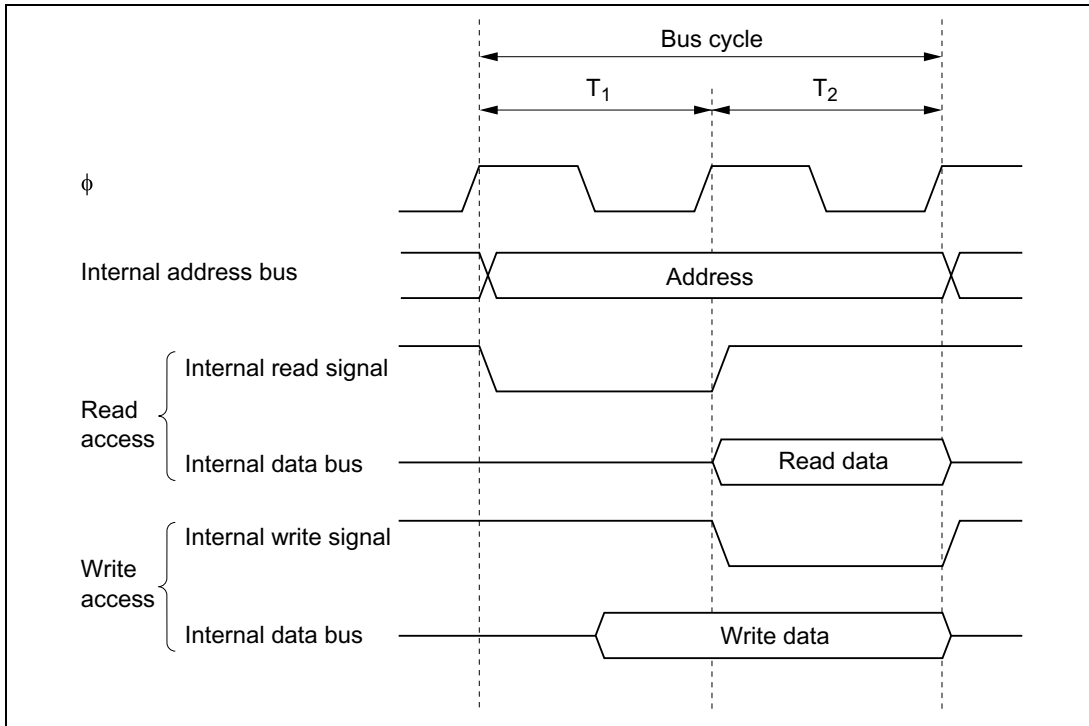 Bus cycle
T₁
T₂
ϕ
Internal address bus
Address
Internal read signal
Read
access
Internal data bus
Read data
Internal write signal
Write
access
Internal data bus
Write data